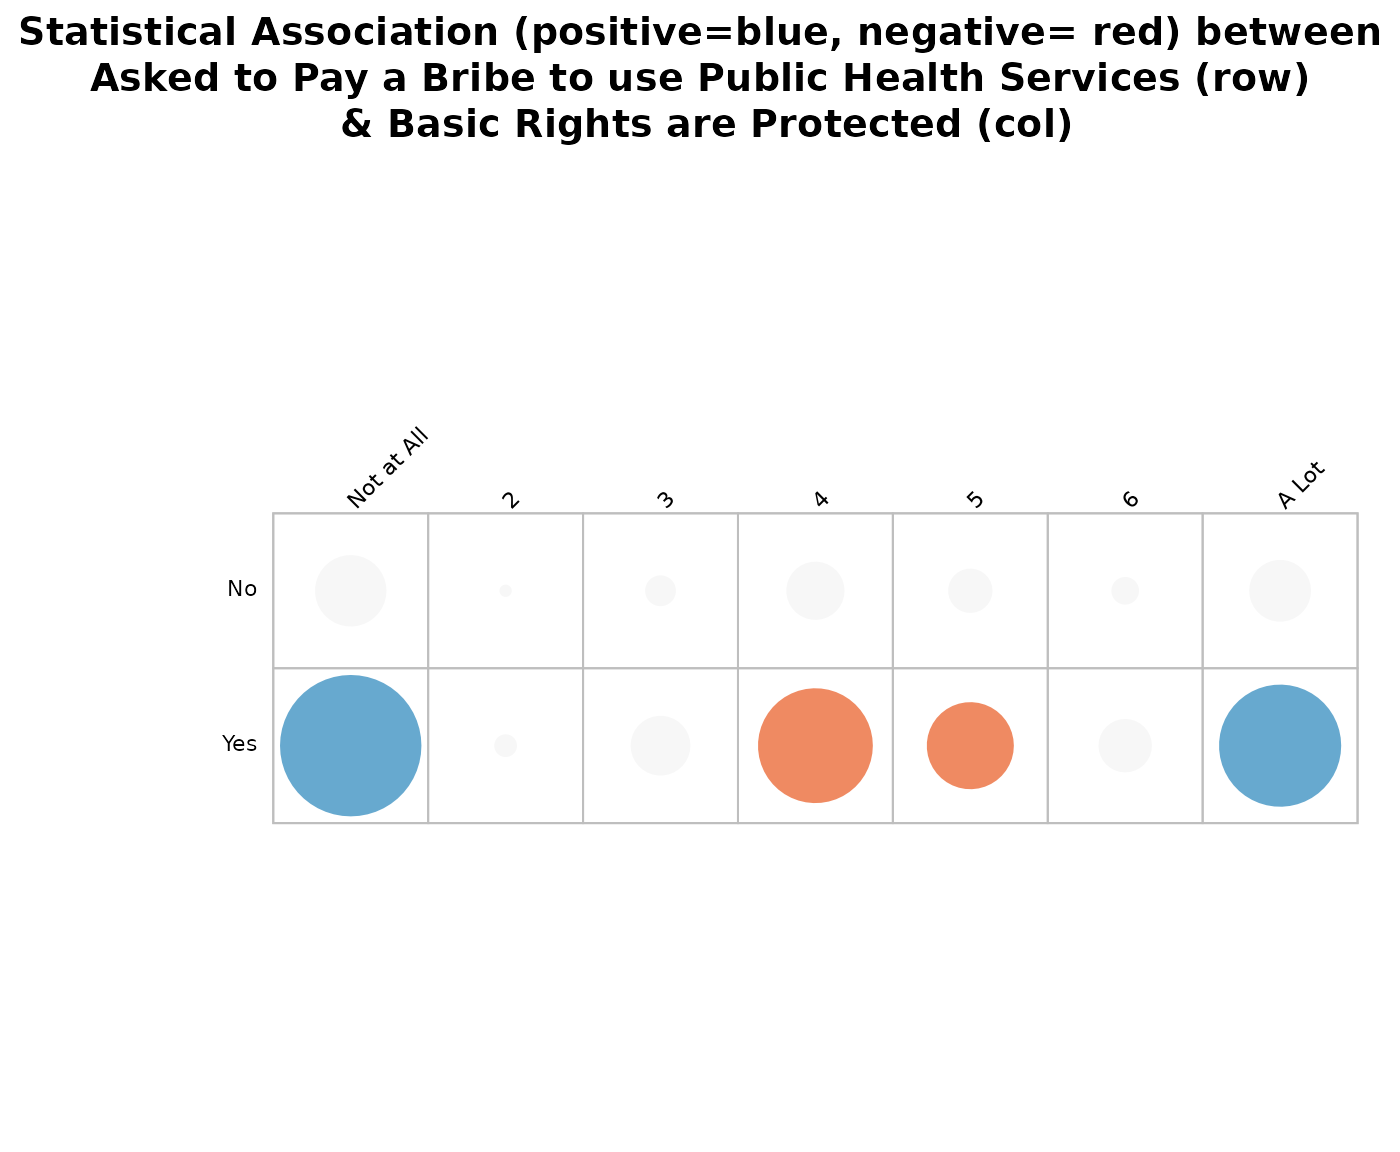 Statistical Association (positive=blue, negative= red) between
Asked to Pay a Bribe to use Public Health Services (row)
& Basic Rights are Protected (col)
Not at All
2
3
4
5
6
A Lot
No
Yes